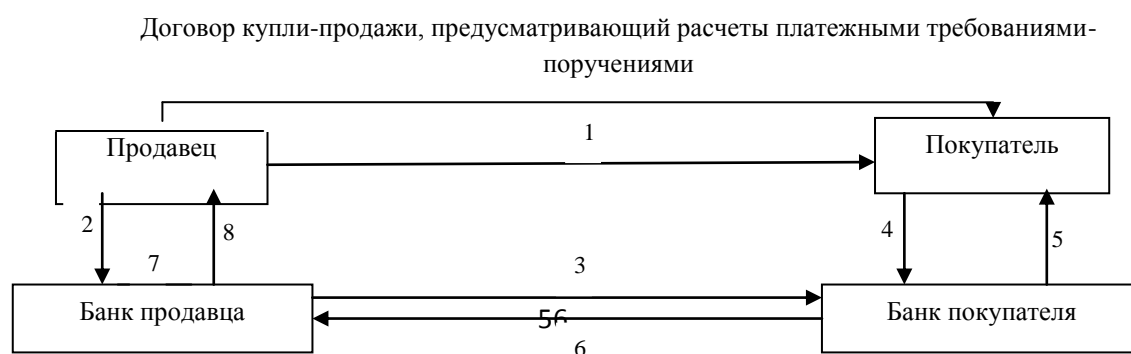 Договор купли-продажи, предусматривающий расчеты платежными требованиями-
поручениями
1
Продавец
Покупатель
2
8
4
5
7
3
Банк продавца
56
Банк покупателя
6